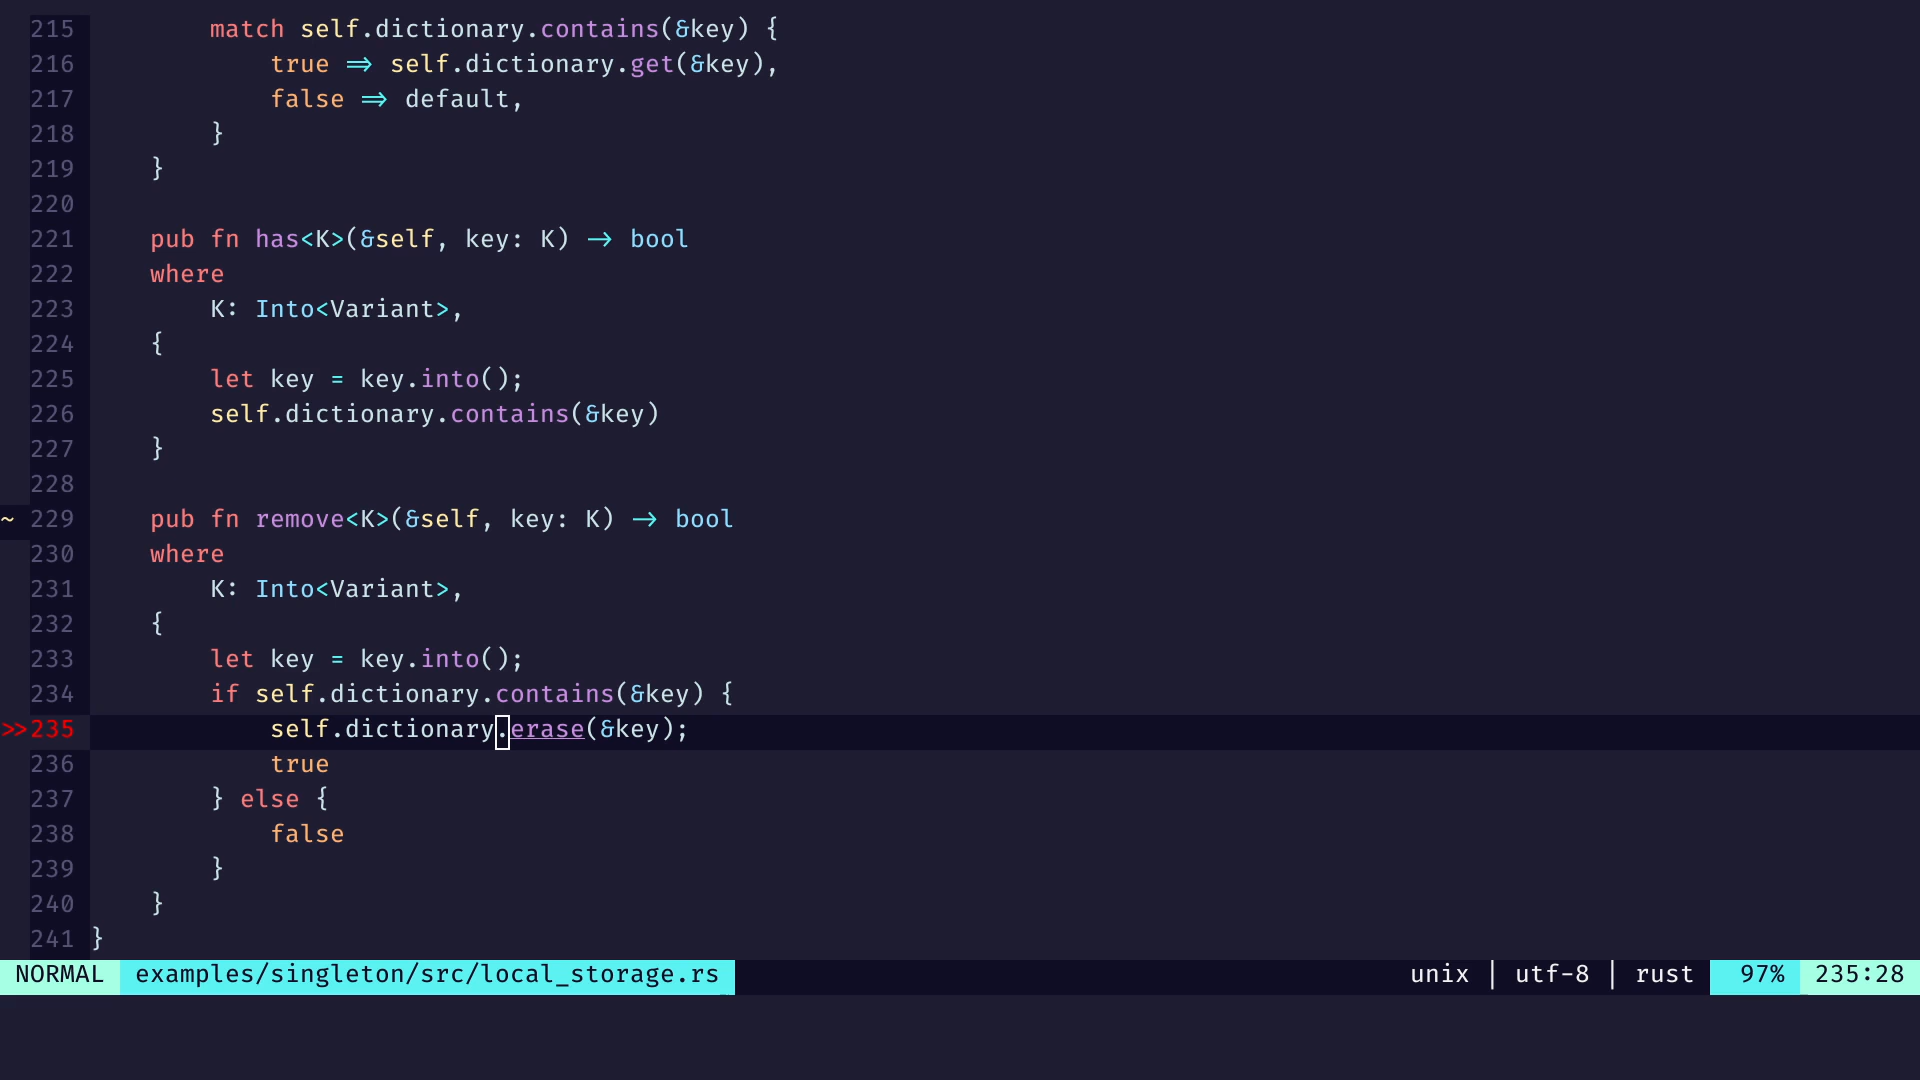 215         match self.dictionary.contains(&key) {
216             true => self.dictionary.get(&key),
217             false => default,
218         }
219     }
220
221     pub fn has<K>(&self, key: K) -> bool
222     where
223         K: Into<Variant>,
224     {
225         let key = key.into();
226         self.dictionary.contains(&key)
227     }
228
~ 229     pub fn remove<K>(&self, key: K) -> bool
230     where
231         K: Into<Variant>,
232     {
233         let key = key.into();
234         if self.dictionary.contains(&key) {
>>235             self.dictionary.erase(&key);
236             true
237         } else {
238             false
239         }
240     }
241 }
NORMAL examples/singleton/src/local_storage.rs unix | utf-8 | rust 97% 235:28